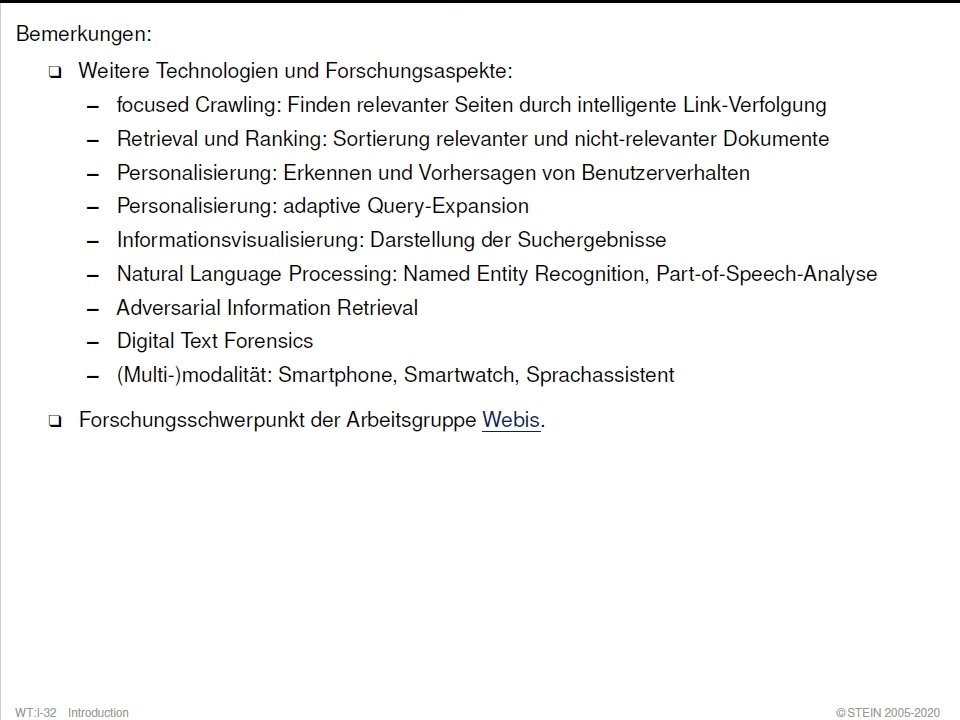 Bemerkungen:
❑ Weitere Technologien und Forschungsaspekte:
– focused Crawling: Finden relevanter Seiten durch intelligente Link-Verfolgung
– Retrieval und Ranking: Sortierung relevanter und nicht-relevanter Dokumente
– Personalisierung: Erkennen und Vorhersagen von Benutzerverhalten
– Personalisierung: adaptive Query-Expansion
– Informationsvisualisierung: Darstellung der Suchergebnisse
– Natural Language Processing: Named Entity Recognition, Part-of-Speech-Analyse
– Adversarial Information Retrieval
– Digital Text Forensics
– (Multi-)modalität: Smartphone, Smartwatch, Sprachassistent
❑ Forschungsschwerpunkt der Arbeitsgruppe Webis.
WT:I-32 Introduction
© STEIN 2005-2020